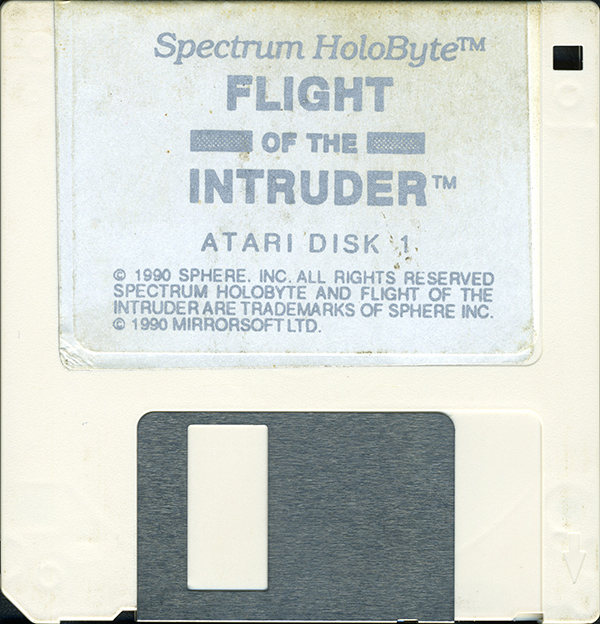 Spectrum HoloByte™
FLIGHT
OF THE
INTRUDER™
ATARI DISK 1
© 1990 SPHERE, INC. ALL RIGHTS RESERVED
SPECTRUM HOLOBYTE AND FLIGHT OF THE
INTRUDER ARE TRADEMARKS OF SPHERE INC.
© 1990 MIRRORSOFT LTD.